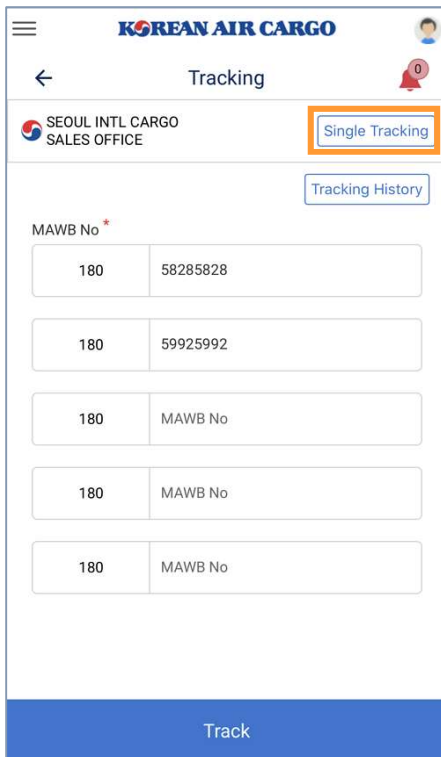 KOREAN AIR CARGO
Tracking
0
SEOUL INTL CARGO
SALES OFFICE
Single Tracking
Tracking History
MAWB No *
180 58285828
180 59925992
180 MAWB No
180 MAWB No
180 MAWB No
Track